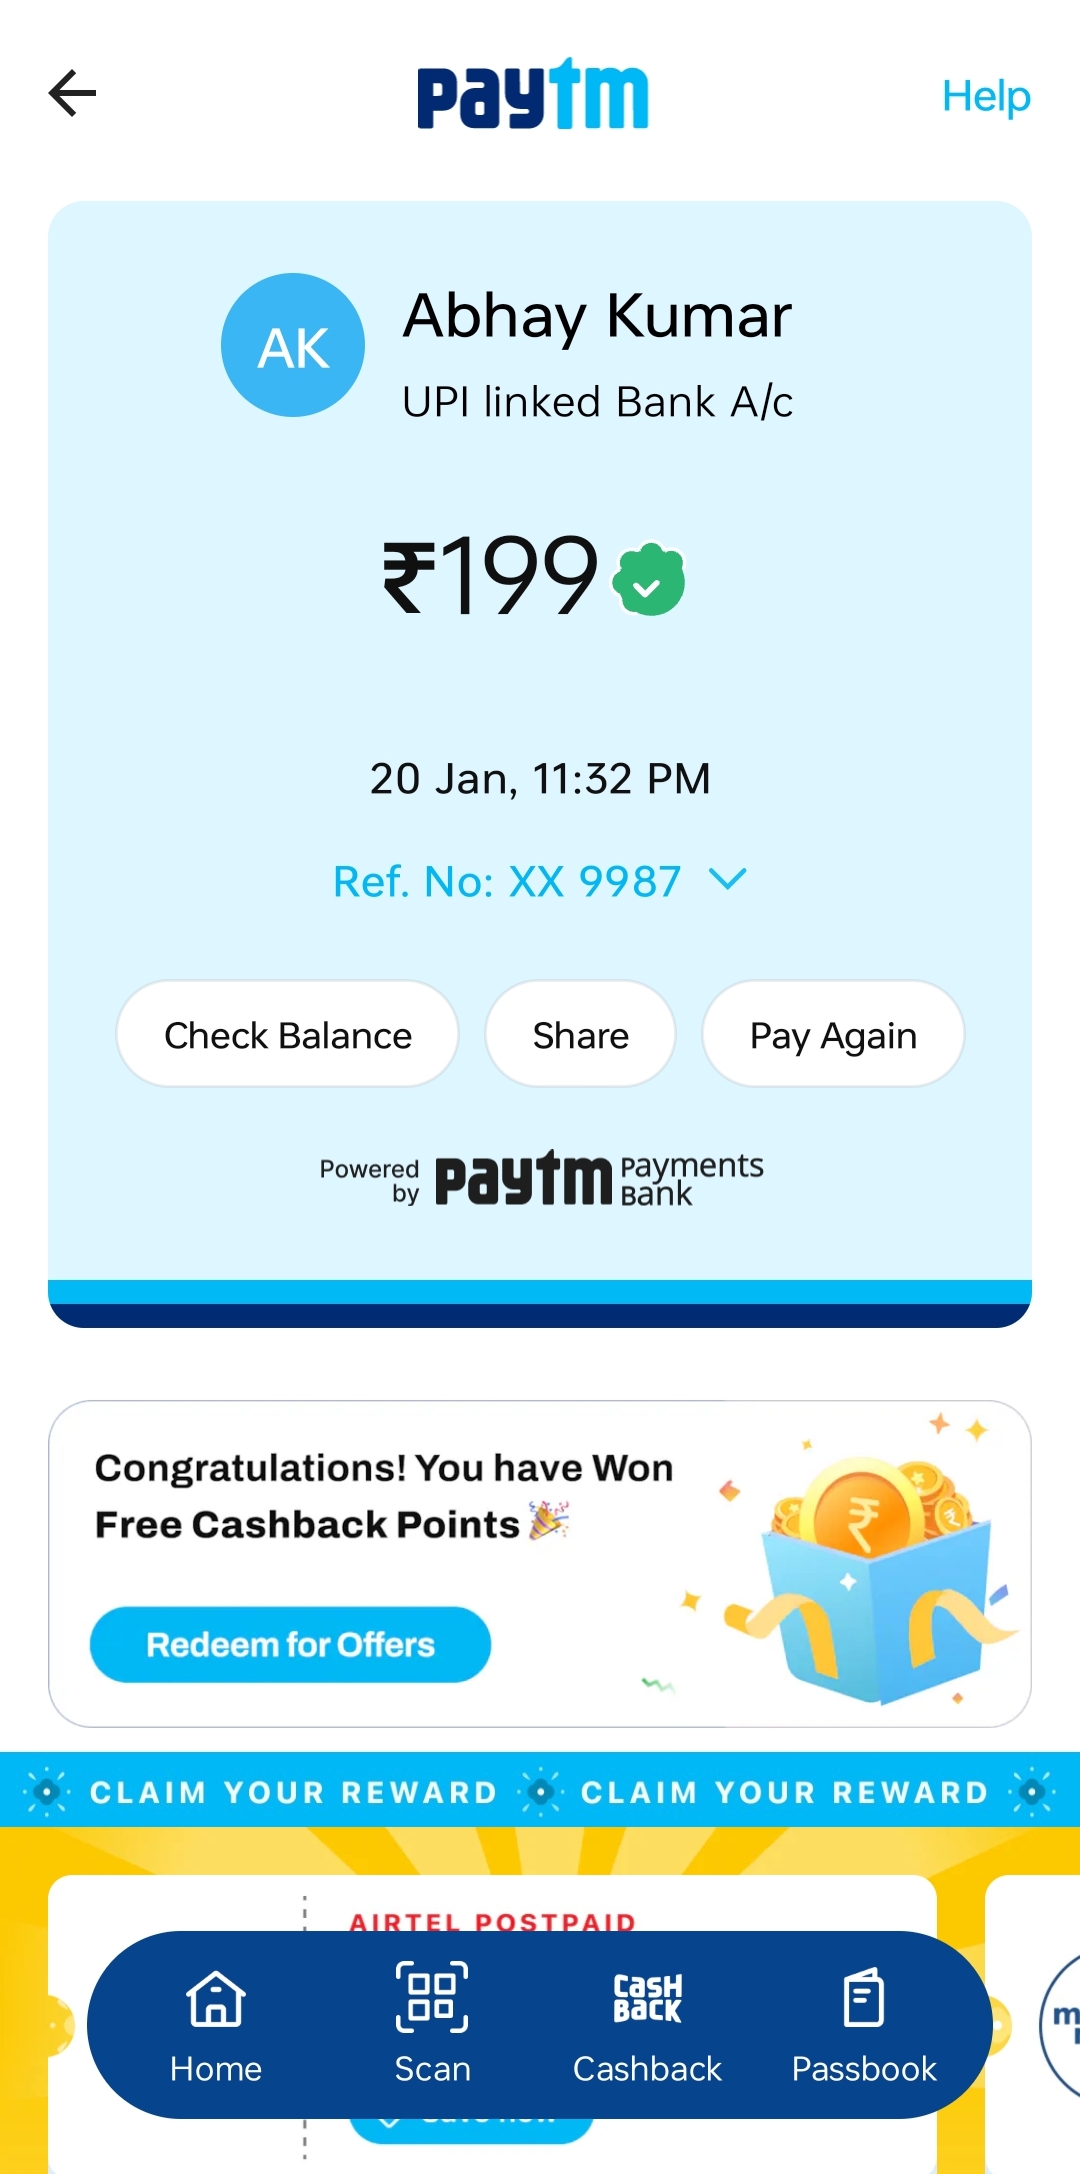 paytm
Help
AK
Abhay Kumar
UPI linked Bank A/c
₹199
20 Jan, 11:32 PM
Ref. No: XX 9987
Check Balance
Share
Pay Again
Powered by
paytm
Payments Bank
Congratulations! You have Won
Free Cashback Points
Redeem for Offers
CLAIM YOUR REWARD
CLAIM YOUR REWARD
AIRTEL POSTPAID
Home
Scan
CASH BACK
Cashback
Passbook